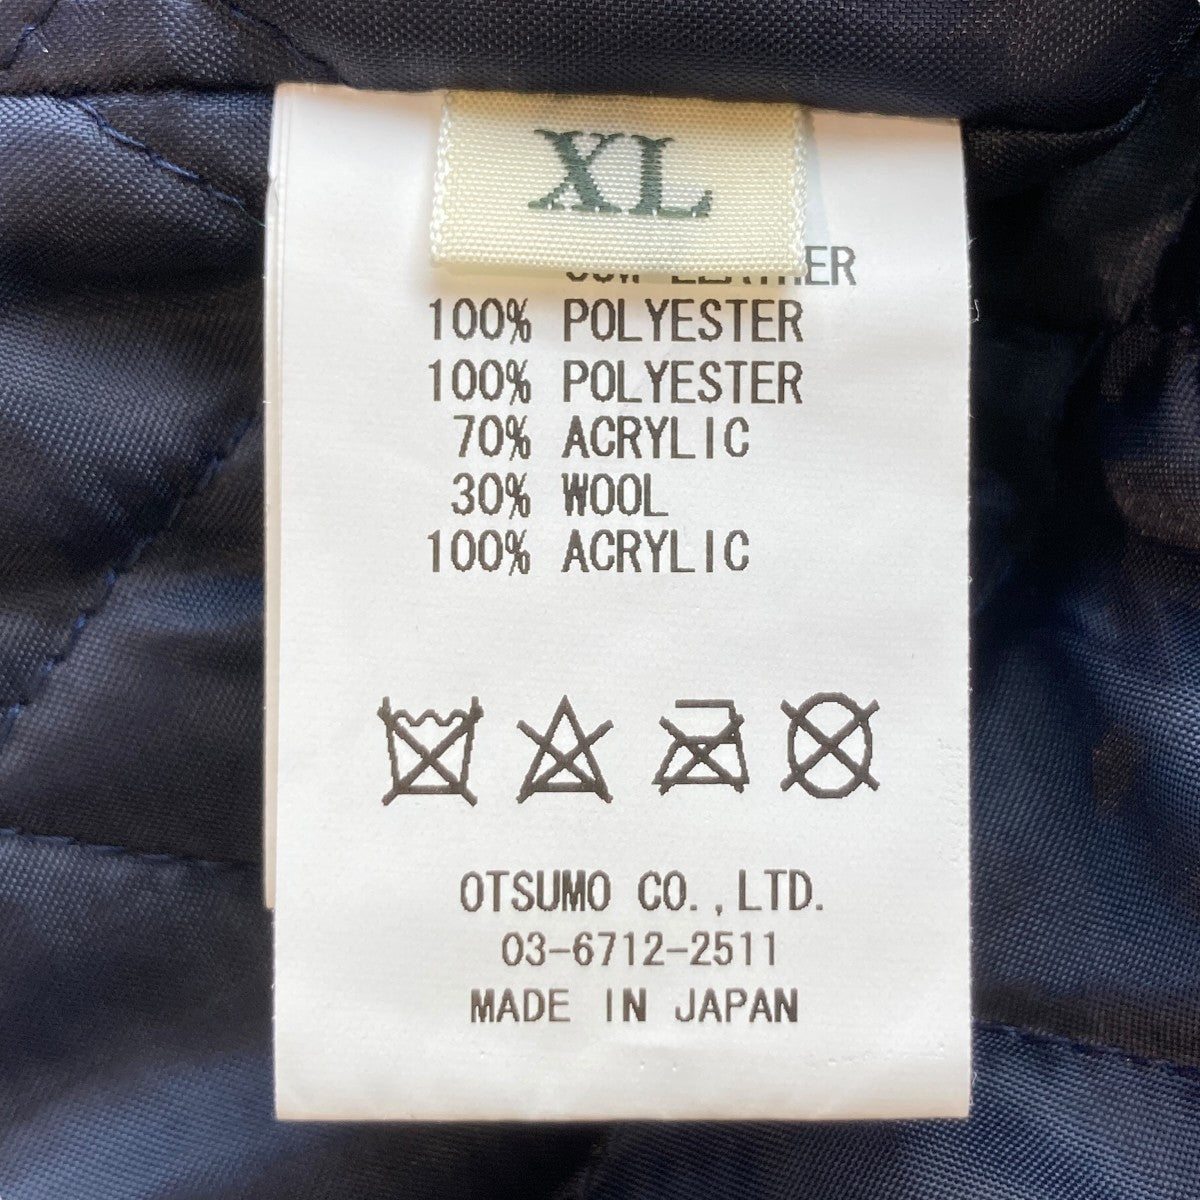 XL
LEATHER
100% POLYESTER
100% POLYESTER
70% ACRYLIC
30% WOOL
100% ACRYLIC
OTSUMO CO.,LTD.
03-6712-2511
MADE IN JAPAN